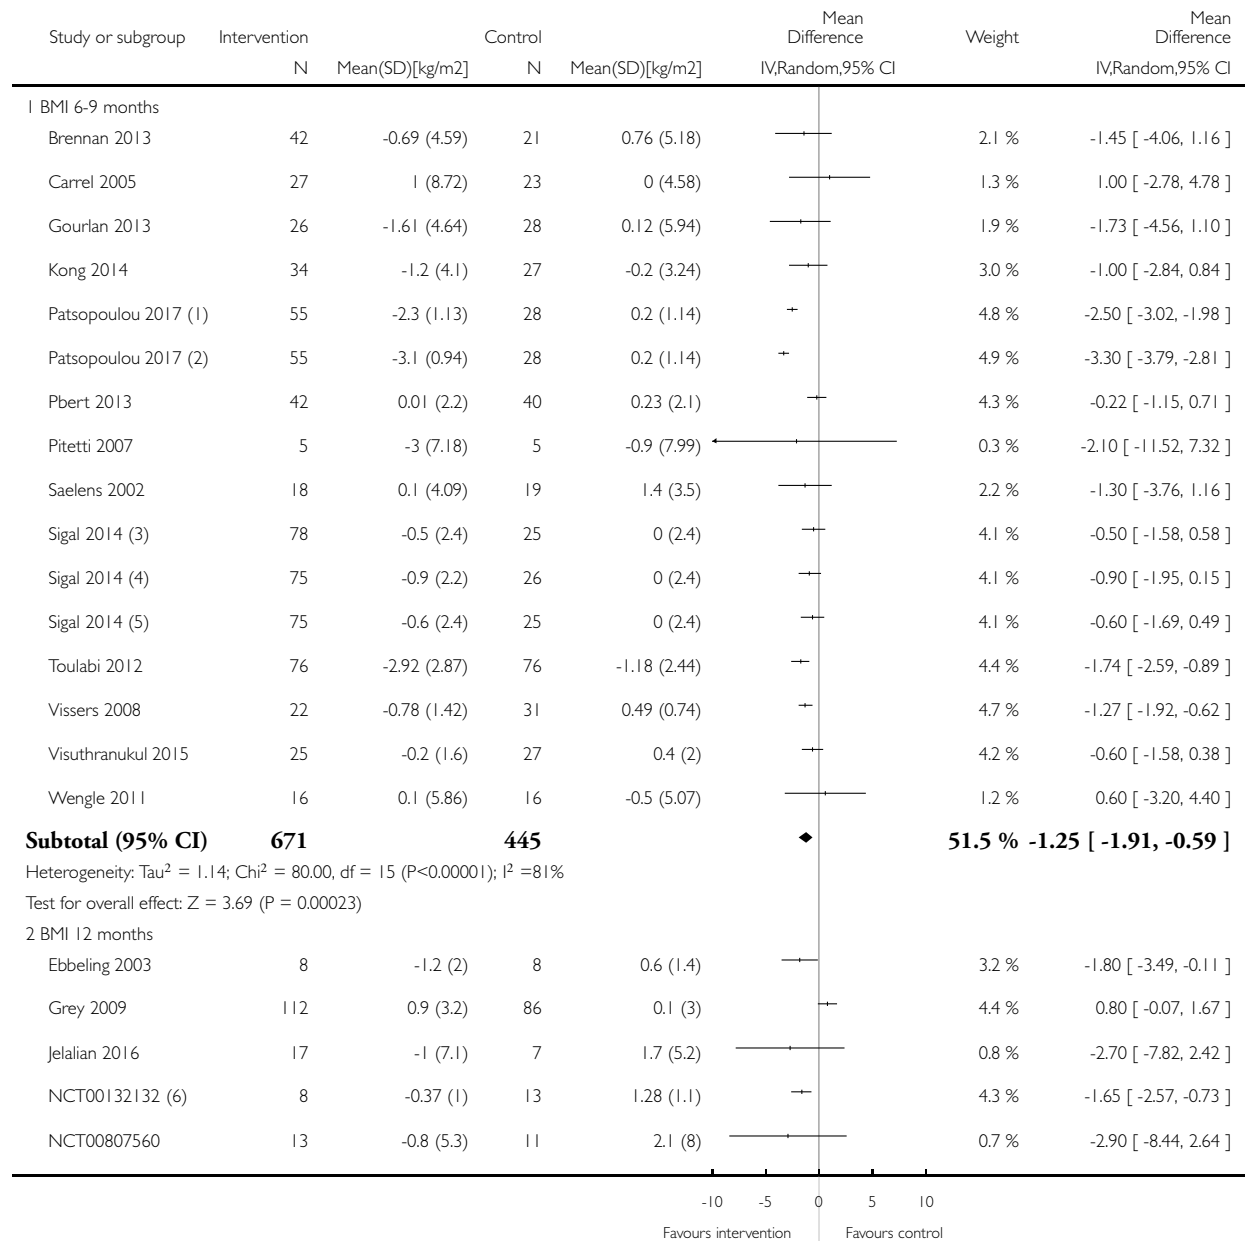 Study or subgroup Intervention Control Mean Difference Weight Mean Difference
N Mean(SD)[kg/m2] N Mean(SD)[kg/m2] IV,Random,95% CI IV,Random,95% CI
1 BMI 6-9 months
Brennan 2013 42 -0.69 (4.59) 21 0.76 (5.18) 2.1 % -1.45 [ -4.06, 1.16 ]
Carrel 2005 27 1 (8.72) 23 0 (4.58) 1.3 % 1.00 [ -2.78, 4.78 ]
Gourlan 2013 26 -1.61 (4.64) 28 0.12 (5.94) 1.9 % -1.73 [ -4.56, 1.10 ]
Kong 2014 34 -1.2 (4.1) 27 -0.2 (3.24) 3.0 % -1.00 [ -2.84, 0.84 ]
Patsopoulou 2017 (1) 55 -2.3 (1.13) 28 0.2 (1.14) 4.8 % -2.50 [ -3.02, -1.98 ]
Patsopoulou 2017 (2) 55 -3.1 (0.94) 28 0.2 (1.14) 4.9 % -3.30 [ -3.79, -2.81 ]
Pbert 2013 42 0.01 (2.2) 40 0.23 (2.1) 4.3 % -0.22 [ -1.15, 0.71 ]
Pitetti 2007 5 -3 (7.18) 5 -0.9 (7.99) 0.3 % -2.10 [ -11.52, 7.32 ]
Saelens 2002 18 0.1 (4.09) 19 1.4 (3.5) 2.2 % -1.30 [ -3.76, 1.16 ]
Sigal 2014 (3) 78 -0.5 (2.4) 25 0 (2.4) 4.1 % -0.50 [ -1.58, 0.58 ]
Sigal 2014 (4) 75 -0.9 (2.2) 26 0 (2.4) 4.1 % -0.90 [ -1.95, 0.15 ]
Sigal 2014 (5) 75 -0.6 (2.4) 25 0 (2.4) 4.1 % -0.60 [ -1.69, 0.49 ]
Toulabi 2012 76 -2.92 (2.87) 76 -1.18 (2.44) 4.4 % -1.74 [ -2.59, -0.89 ]
Vissers 2008 22 -0.78 (1.42) 31 0.49 (0.74) 4.7 % -1.27 [ -1.92, -0.62 ]
Visuthranukul 2015 25 -0.2 (1.6) 27 0.4 (2) 4.2 % -0.60 [ -1.58, 0.38 ]
Wengle 2011 16 0.1 (5.86) 16 -0.5 (5.07) 1.2 % 0.60 [ -3.20, 4.40 ]
Subtotal (95% CI) 671 445 51.5 % -1.25 [ -1.91, -0.59 ]
Heterogeneity: Tau² = 1.14; Chi² = 80.00, df = 15 (P<0.00001); I² =81%
Test for overall effect: Z = 3.69 (P = 0.00023)
2 BMI 12 months
Ebbeling 2003 8 -1.2 (2) 8 0.6 (1.4) 3.2 % -1.80 [ -3.49, -0.11 ]
Grey 2009 112 0.9 (3.2) 86 0.1 (3) 4.4 % 0.80 [ -0.07, 1.67 ]
Jelalian 2016 17 -1 (7.1) 7 1.7 (5.2) 0.8 % -2.70 [ -7.82, 2.42 ]
NCT00132132 (6) 8 -0.37 (1) 13 1.28 (1.1) 4.3 % -1.65 [ -2.57, -0.73 ]
NCT00807560 13 -0.8 (5.3) 11 2.1 (8) 0.7 % -2.90 [ -8.44, 2.64 ]
-10 -5 0 5 10
Favours intervention Favours control